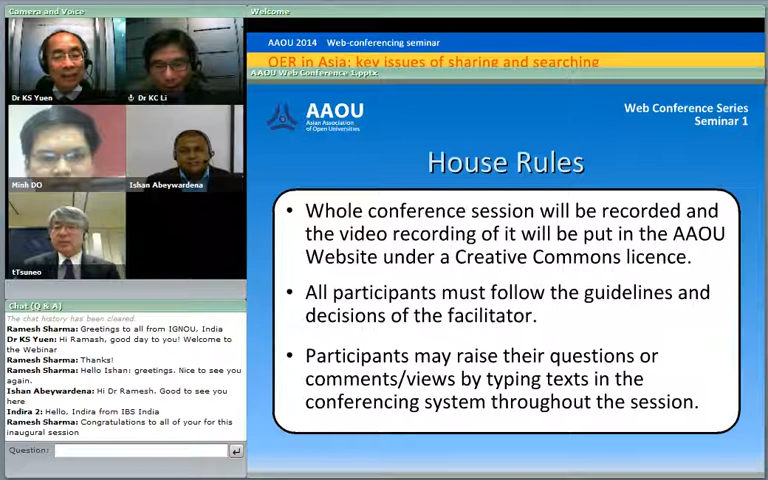 Camera and Voice
Dr KS Yuen
Dr KC Li
Minh DO
Ishan Abeywardena
tTsuneo
Chat (Q & A)
The chat history has been cleared.
Ramesh Sharma: Greetings to all from IGNOU, India
Dr KS Yuen: Hi Ramash, good day to you! Welcome to
the Webinar
Ramesh Sharma: Thanks!
Ramesh Sharma: Hello Ishan: greetings. Nice to see you
again.
Ishan Abeywardena: Hi Dr Ramesh. Good to see you
here
Indira 2: Hello, Indira from IBS India
Ramesh Sharma: Congratulations to all of your for this
inaugural session
Question:
Welcome
AAOU 2014 Web-conferencing seminar
OER in Asia: key issues of sharing and searching
AAOU Web Conference 1.pptx
AAOU
Asian Association
of Open Universities
Web Conference Series
Seminar 1
House Rules
• Whole conference session will be recorded and
the video recording of it will be put in the AAOU
Website under a Creative Commons licence.
• All participants must follow the guidelines and
decisions of the facilitator.
• Participants may raise their questions or
comments/views by typing texts in the
conferencing system throughout the session.